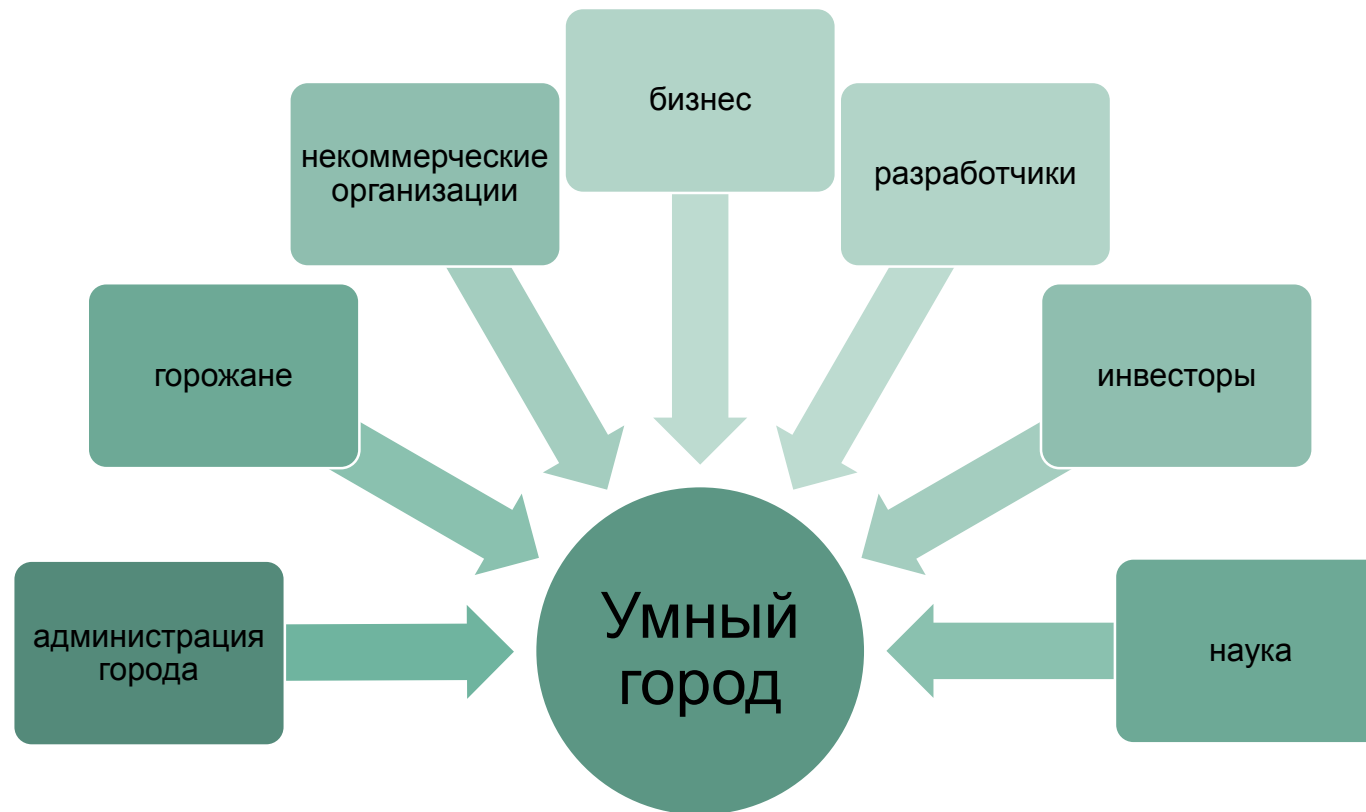 бизнес
некоммерческие
организации
разработчики
горожане
инвесторы
администрация
города
Умный
город
наука